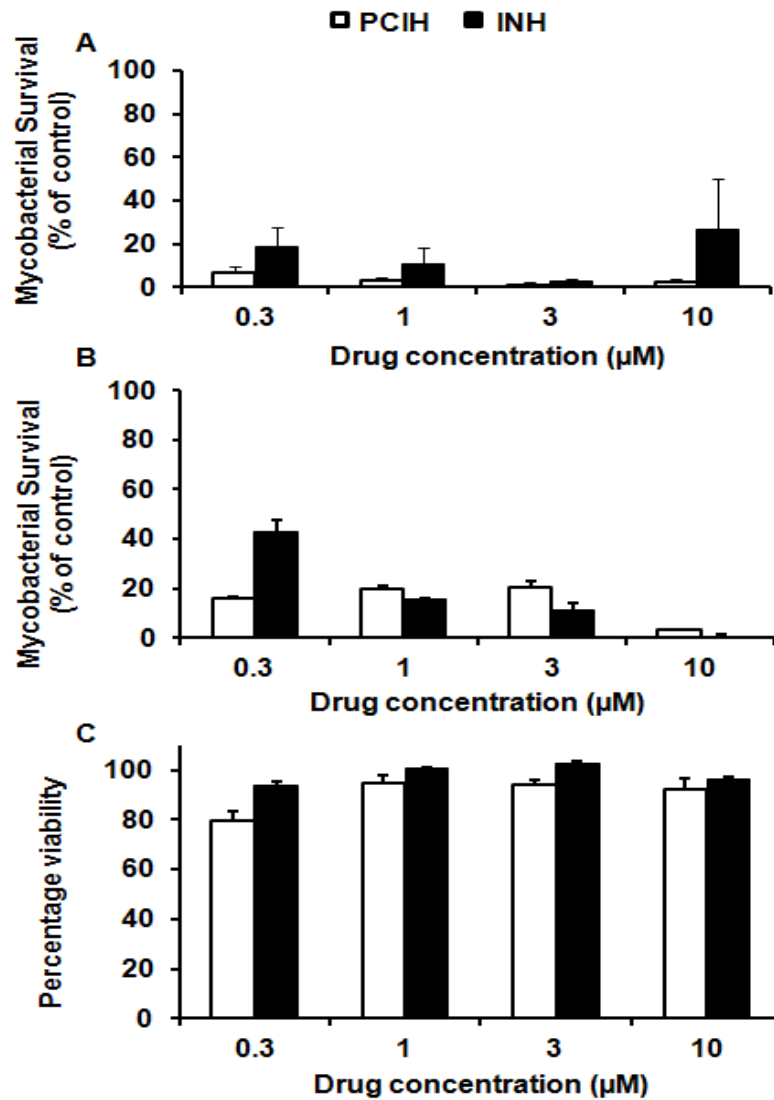 PCIH INH
A
Mycobacterial Survival
(% of control)
100
80
60
40
20
0
0.3 1 3 10
Drug concentration (µM)
B
Mycobacterial Survival
(% of control)
100
80
60
40
20
0
0.3 1 3 10
Drug concentration (µM)
C
Percentage viability
100
80
60
40
20
0
0.3 1 3 10
Drug concentration (µM)